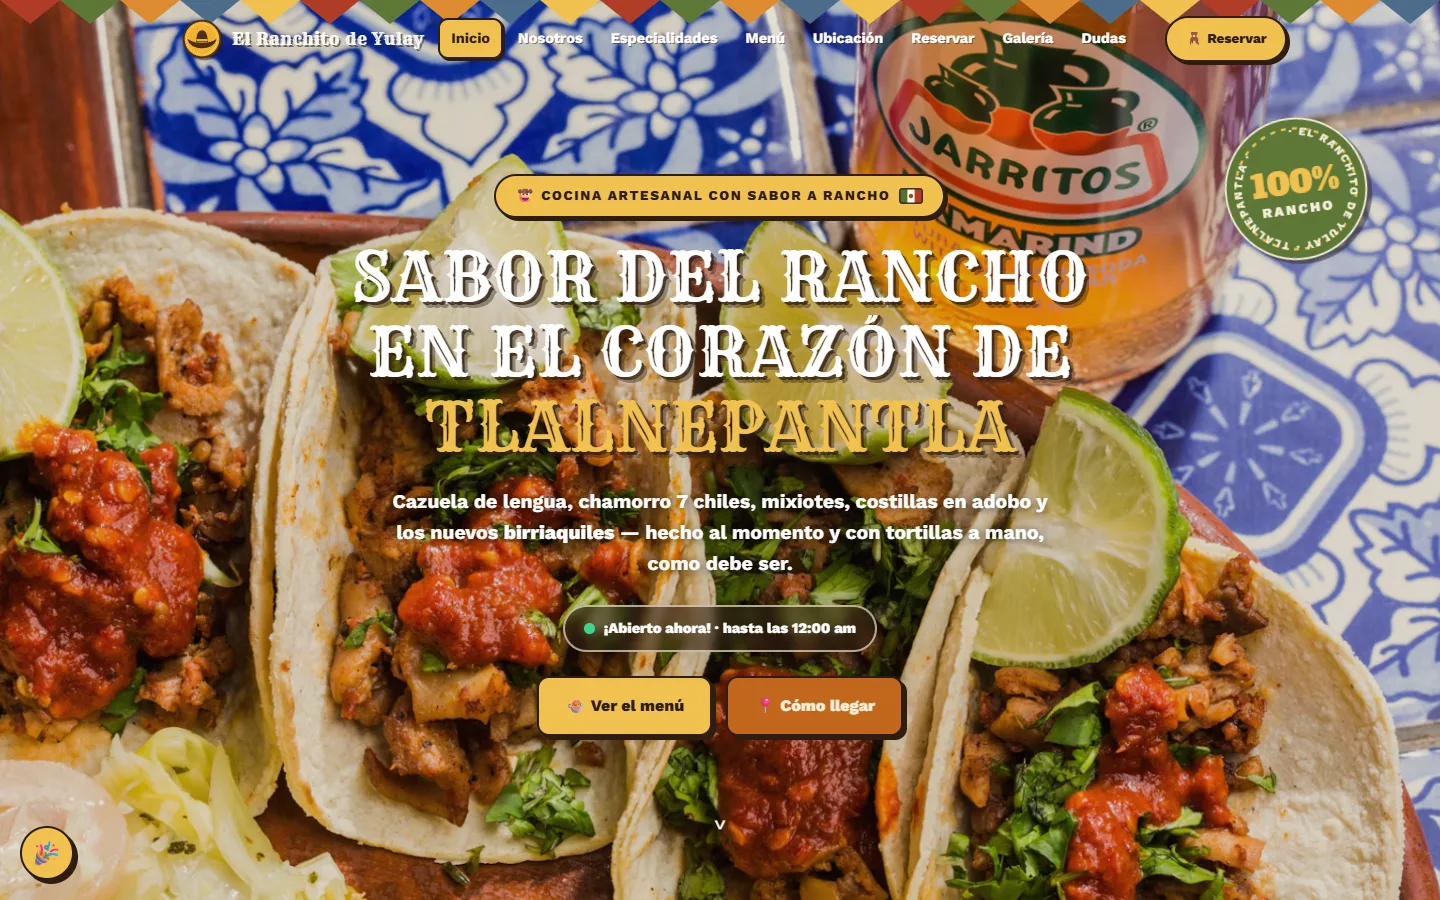 El Ranchito de Yulay
Inicio
Nosotros
Especialidades
Menú
Ubicación
Reservar
Galería
Dudas
Reservar
JARRITOS
®
AMARIND
EL RANCHITO DE YULAY
TLALNEPANTLA
100%
RANCHO
COCINA ARTESANAL CON SABOR A RANCHO
SABOR DEL RANCHO
EN EL CORAZÓN DE
TLALNEPANTLA
Cazuela de lengua, chamorro 7 chiles, mixiotes, costillas en adobo y
los nuevos birriaquiles — hecho al momento y con tortillas a mano,
como debe ser.
¡Abierto ahora! · hasta las 12:00 am
Ver el menú
Cómo llegar